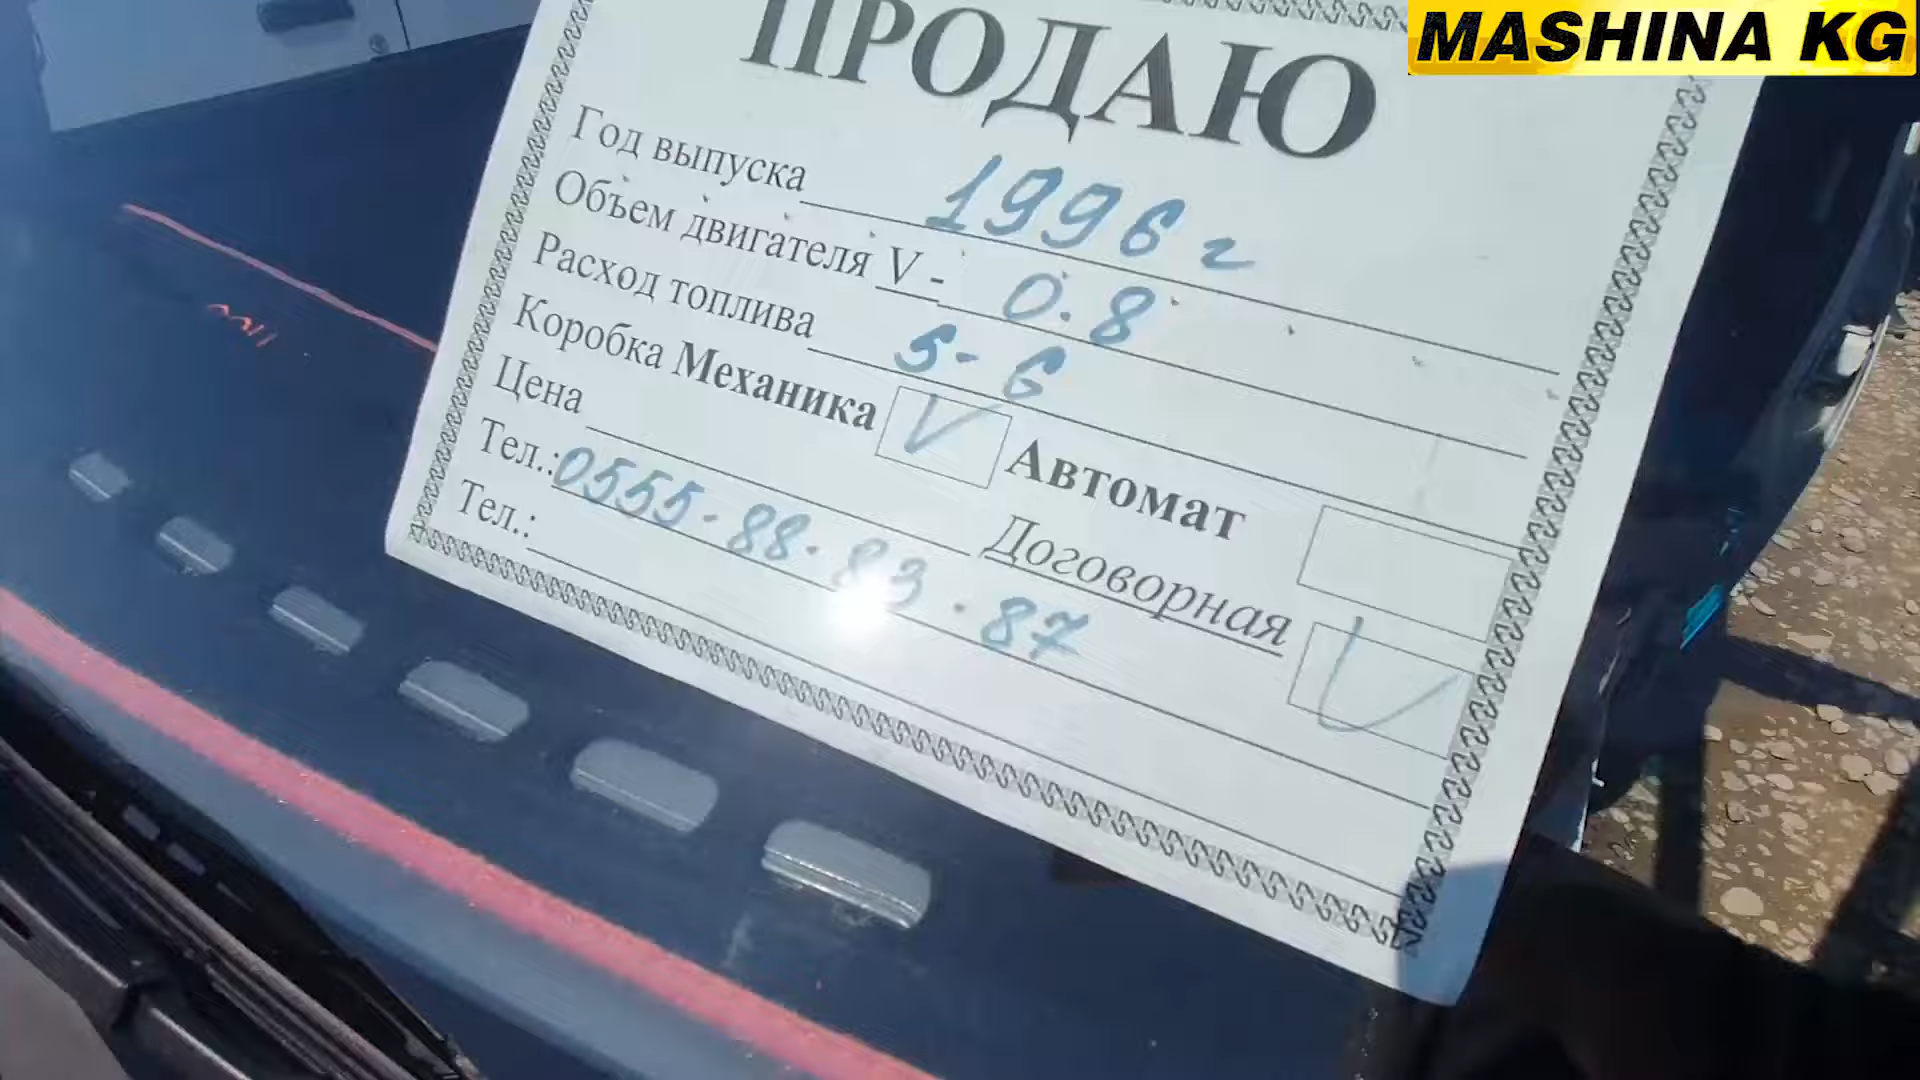 MASHINA KG
ПРОДАЮ
Год выпуска 1996 г
Объем двигателя V - 0.8
Расход топлива 5-6
Коробка Механика V Автомат
Цена Договорная V
Тел.: 0555-88-83-87
Тел.: